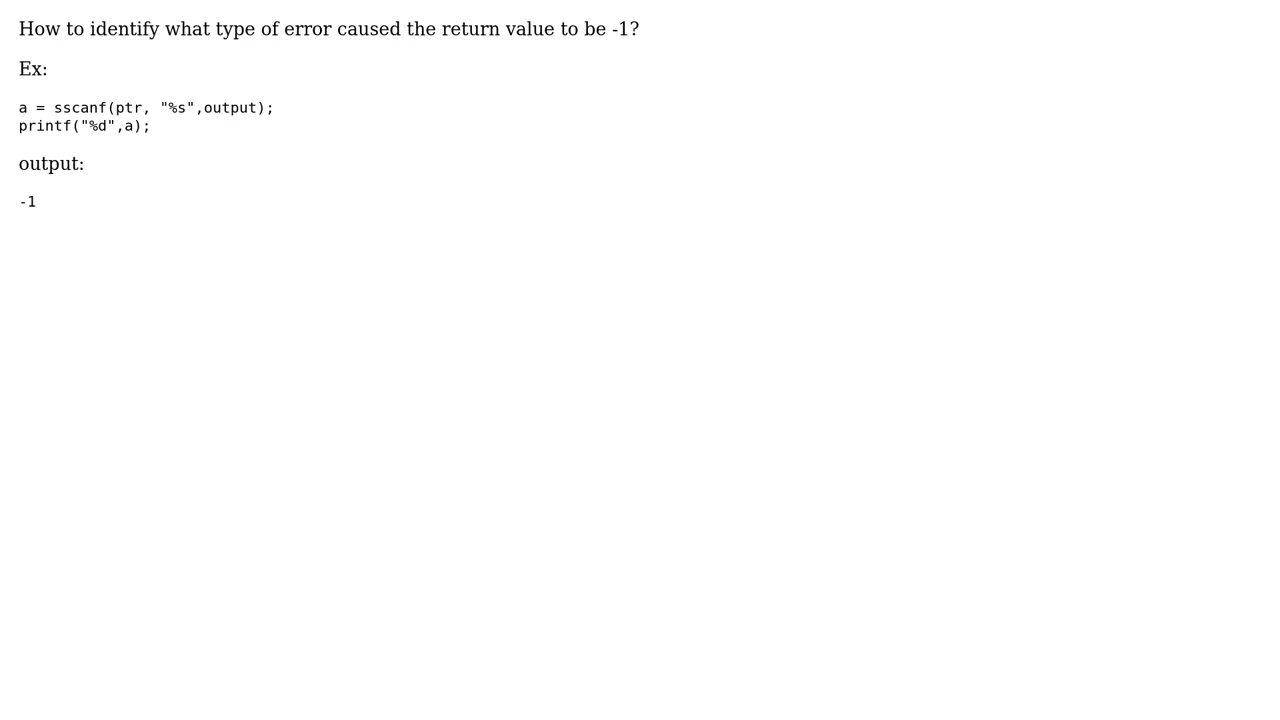 How to identify what type of error caused the return value to be -1?
Ex:
a = sscanf(ptr, "%s",output);
printf("%d",a);
output:
-1